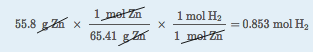 55.8 g Zn × 1 mol Zn / 65.41 g Zn × 1 mol H₂ / 1 mol Zn = 0.853 mol H₂